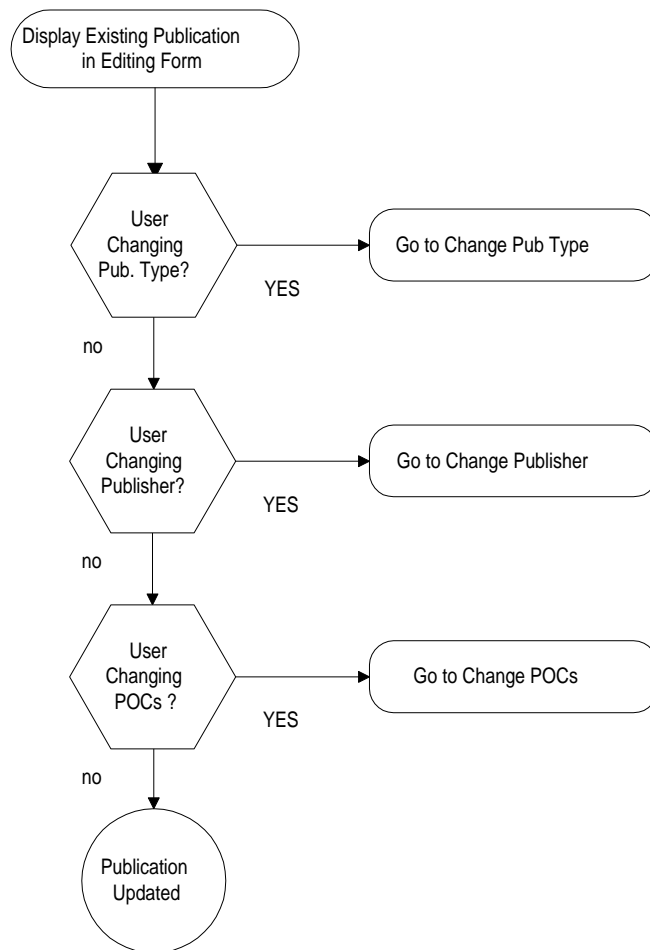 Display Existing Publication
in Editing Form
User
Changing
Pub. Type?
Go to Change Pub Type
YES
no
User
Changing
Publisher?
Go to Change Publisher
YES
no
User
Changing
POCs ?
Go to Change POCs
YES
no
Publication
Updated